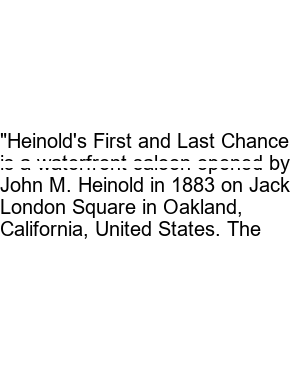 "Heinold's First and Last Chance
is a waterfront saloon opened by
John M. Heinold in 1883 on Jack
London Square in Oakland,
California, United States. The